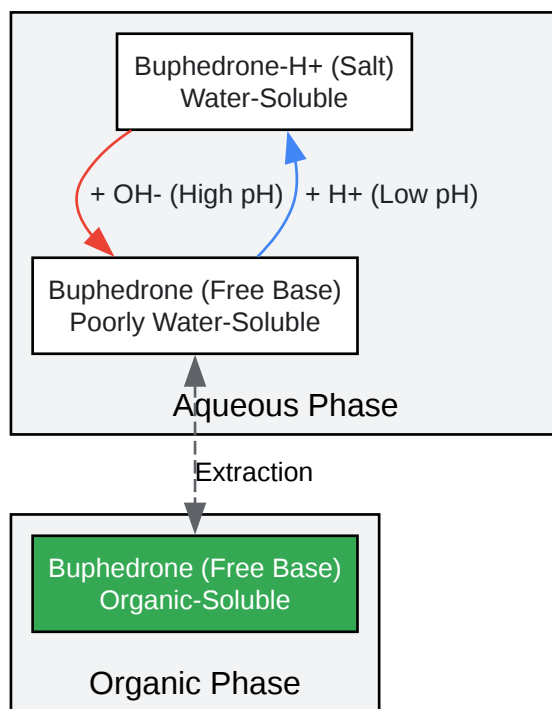 Buphedrone-H+ (Salt)
Water-Soluble
+ OH- (High pH)
+ H+ (Low pH)
Buphedrone (Free Base)
Poorly Water-Soluble
Aqueous Phase
Extraction
Buphedrone (Free Base)
Organic-Soluble
Organic Phase